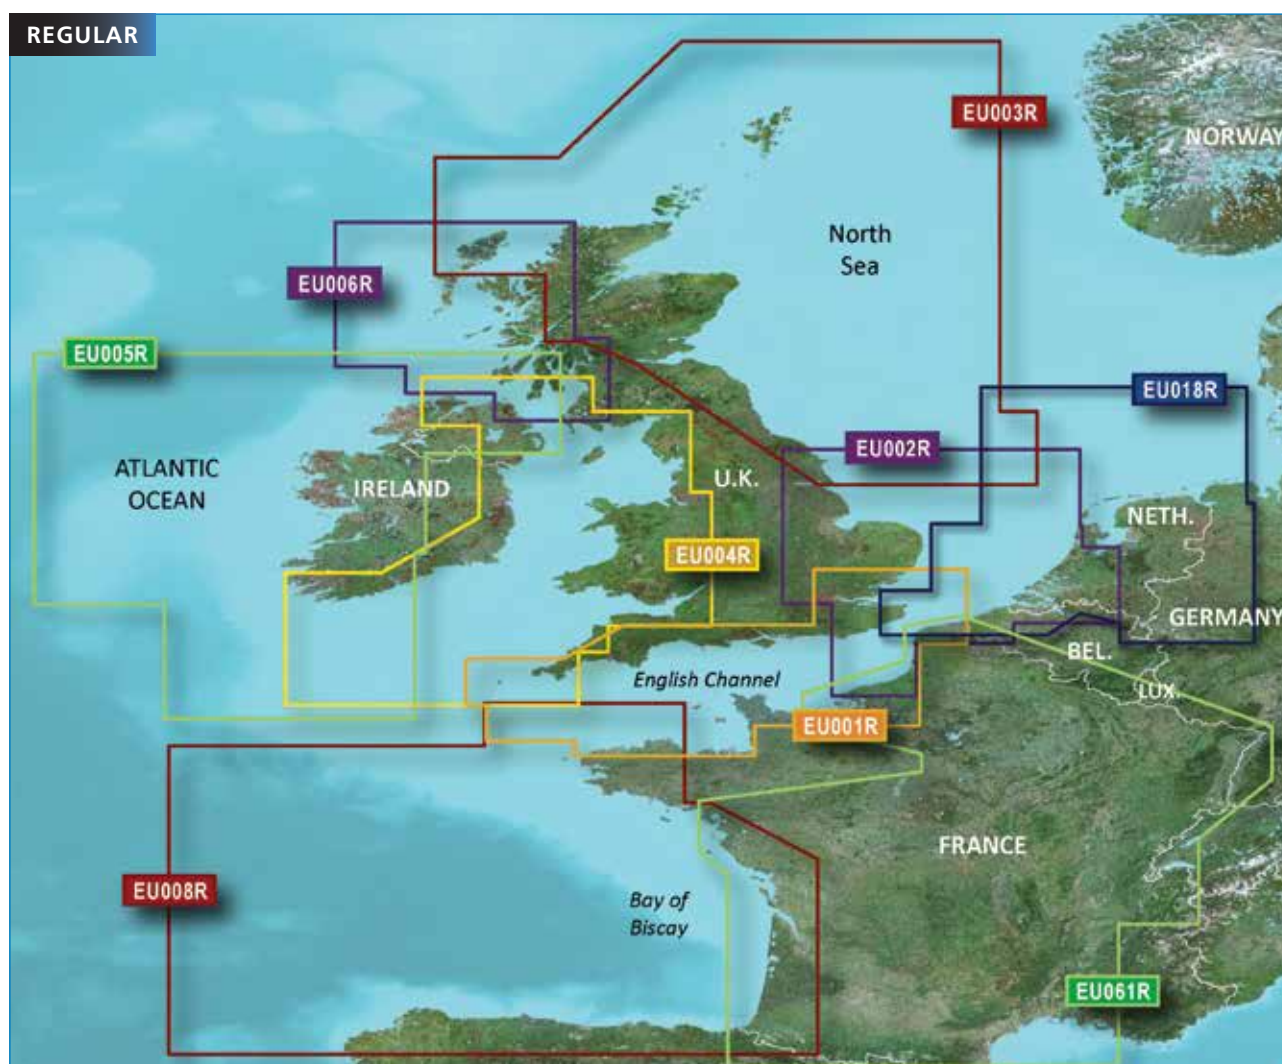 REGULAR
EU003R
NORWAY
North
Sea
EU006R
EU005R
EU018R
EU002R
ATLANTIC
OCEAN
IRELAND
U.K.
NETH.
EU004R
GERMANY
BEL.
English Channel
LUX.
EU001R
FRANCE
EU008R
Bay of
Biscay
EU061R